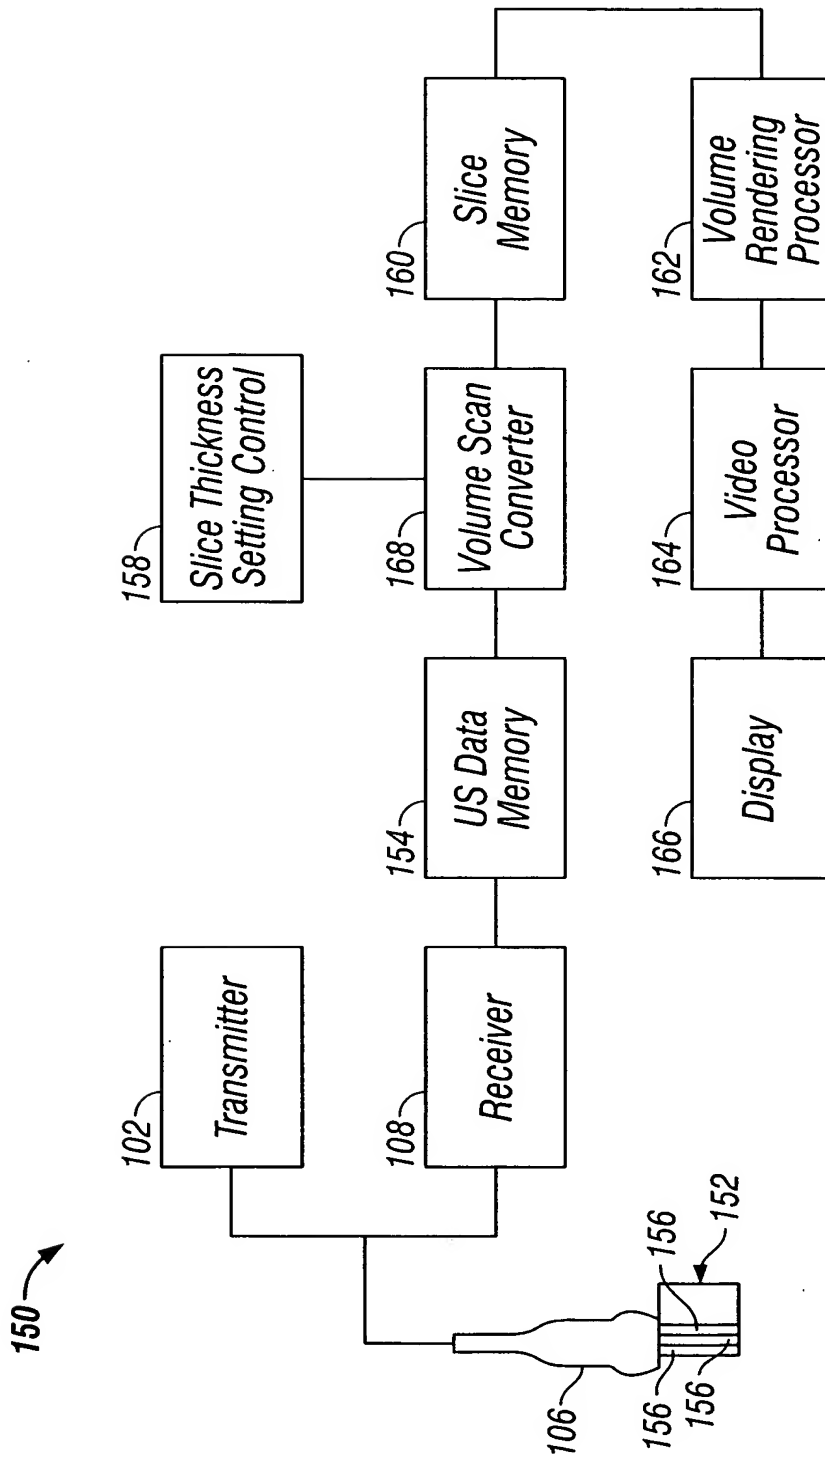 150
102
Transmitter
158
Slice Thickness
Setting Control
108
Receiver
154
US Data
Memory
168
Volume Scan
Converter
160
Slice
Memory
106
156
156
156
152
166
Display
164
Video
Processor
162
Volume
Rendering
Processor